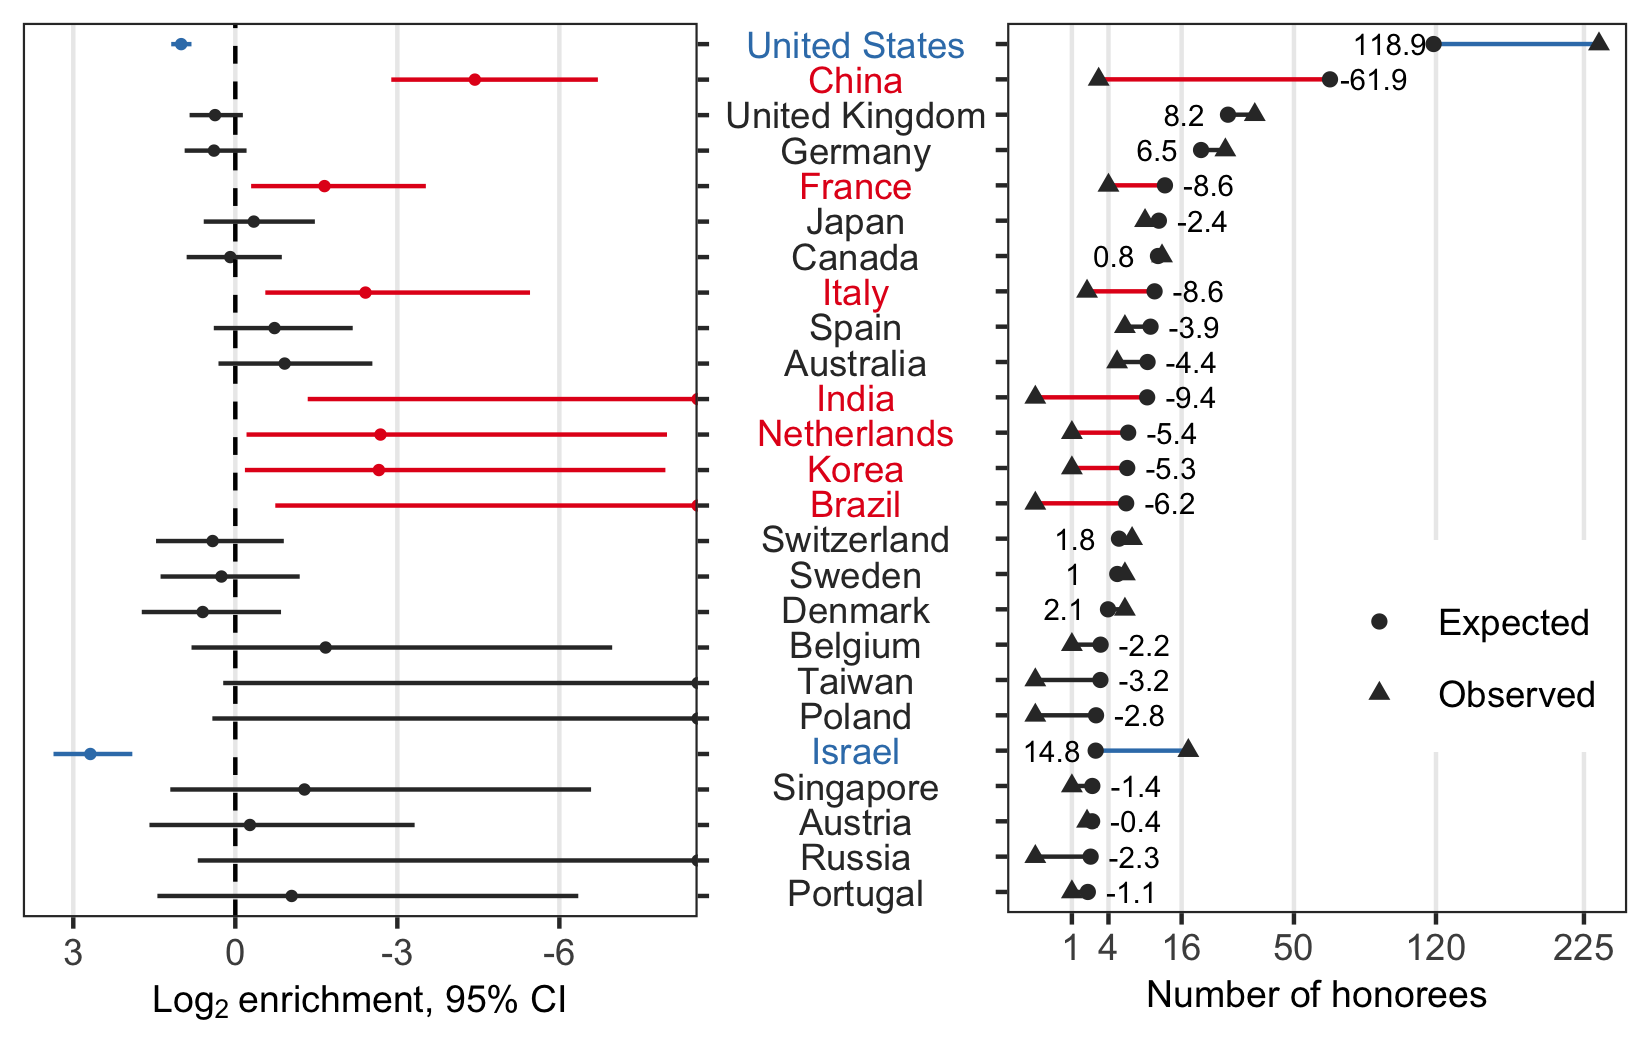 United States 118.9
China -61.9
United Kingdom 8.2
Germany 6.5
France -8.6
Japan -2.4
Canada 0.8
Italy -8.6
Spain -3.9
Australia -4.4
India -9.4
Netherlands -5.4
Korea -5.3
Brazil -6.2
Switzerland 1.8
Sweden 1
Denmark 2.1
Belgium -2.2
Taiwan -3.2
Poland -2.8
Israel 14.8
Singapore -1.4
Austria -0.4
Russia -2.3
Portugal -1.1
Expected
Observed
3 0 -3 -6
Log₂ enrichment, 95% CI
1 4 16 50 120 225
Number of honorees